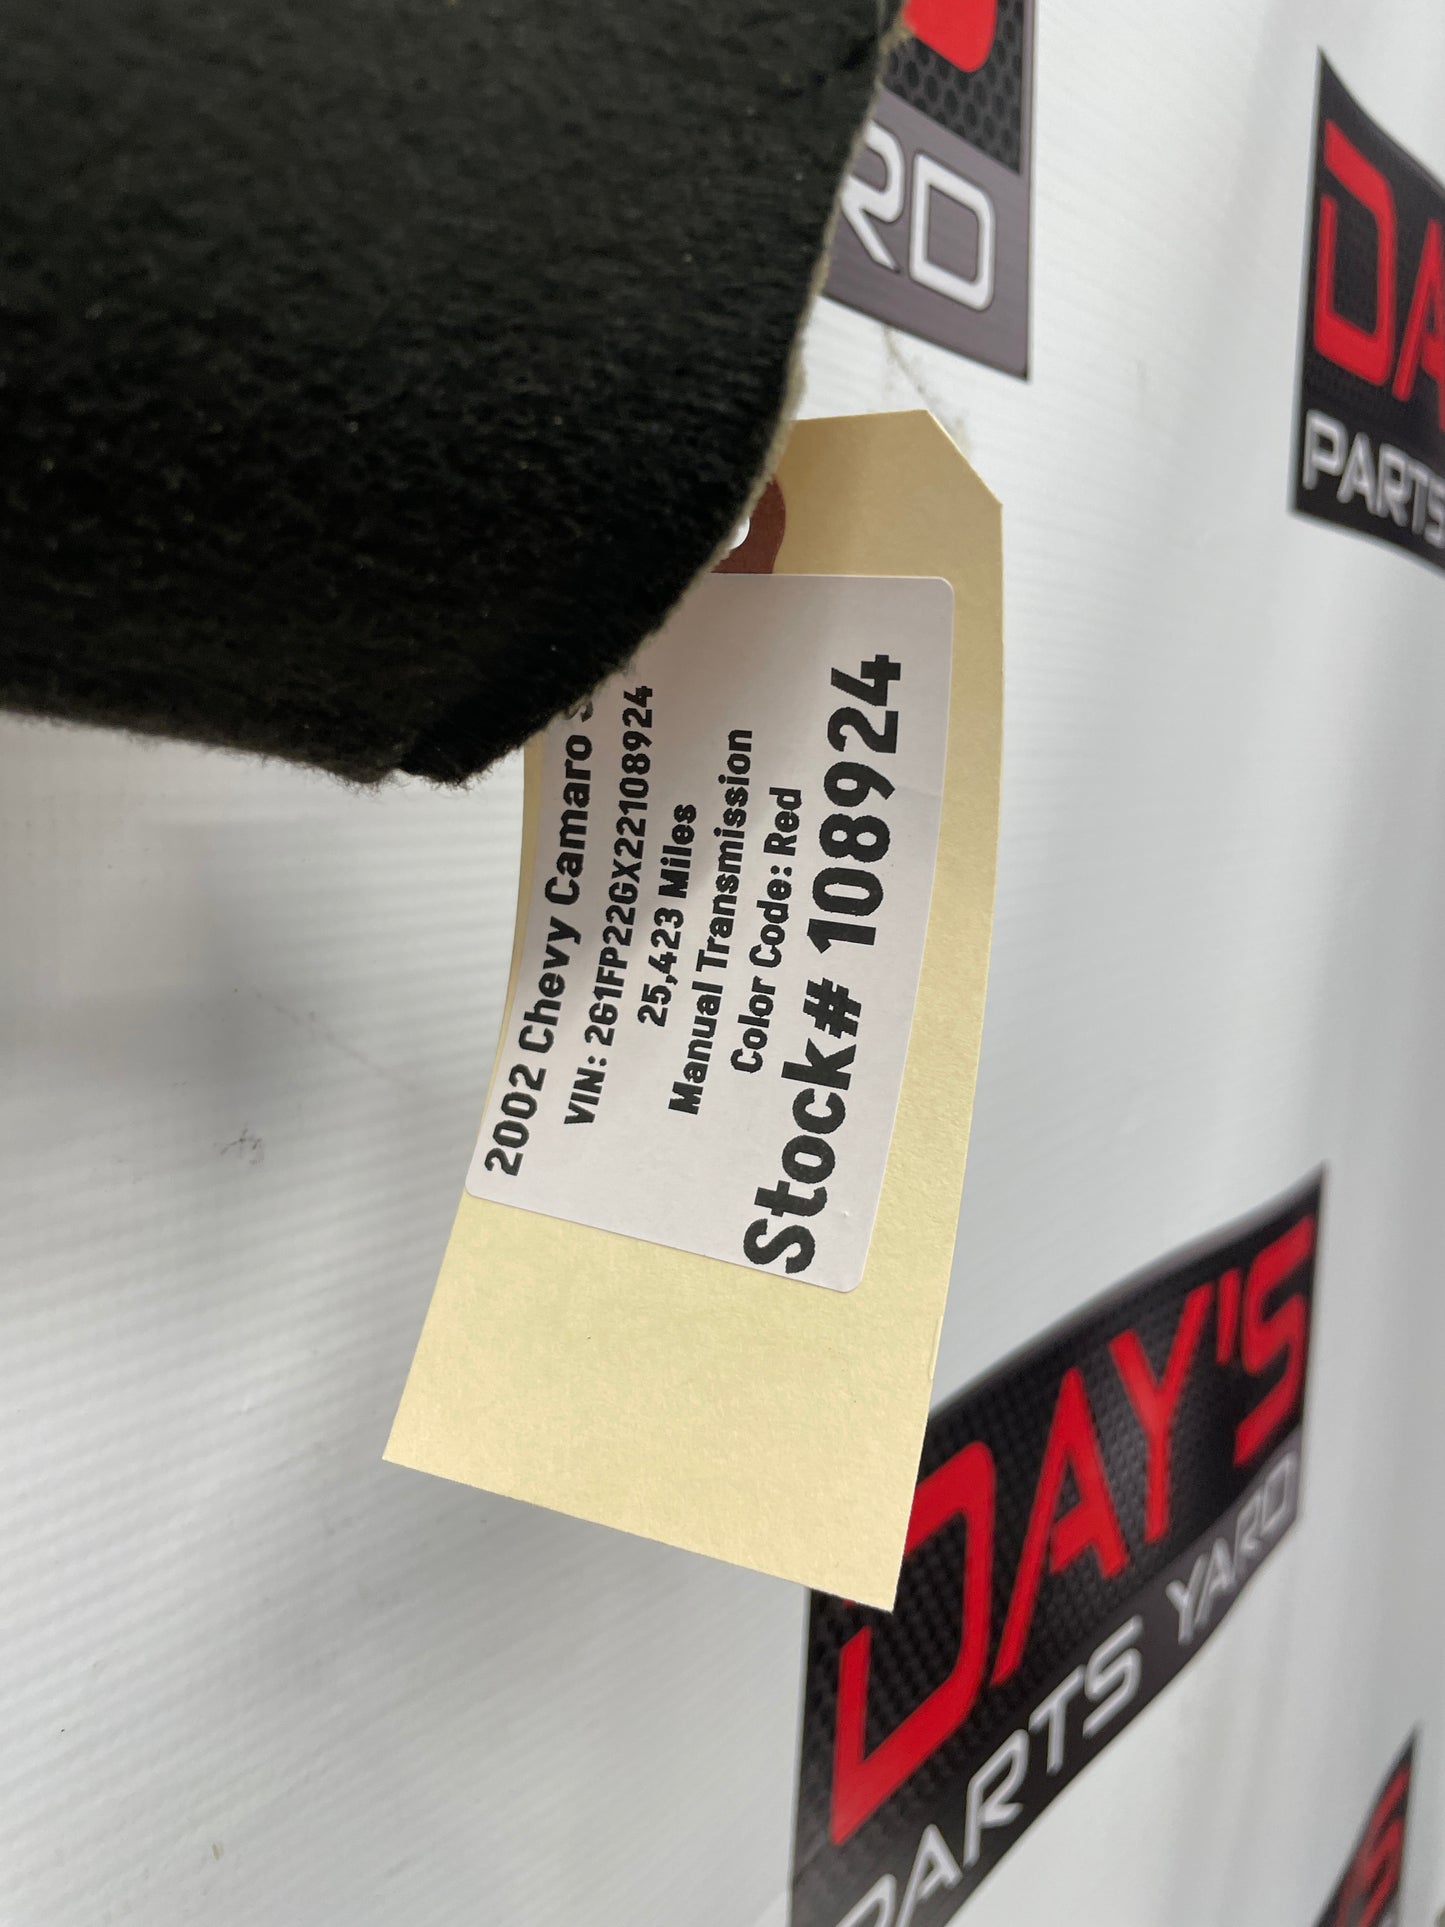 2002 Chevy Camaro
VIN: 2G1FP22GX22108924
25,423 Miles
Manual Transmission
Color Code: Red
Stock# 108924
DAY'S
PARTS YARD
DA
PARTS
RD